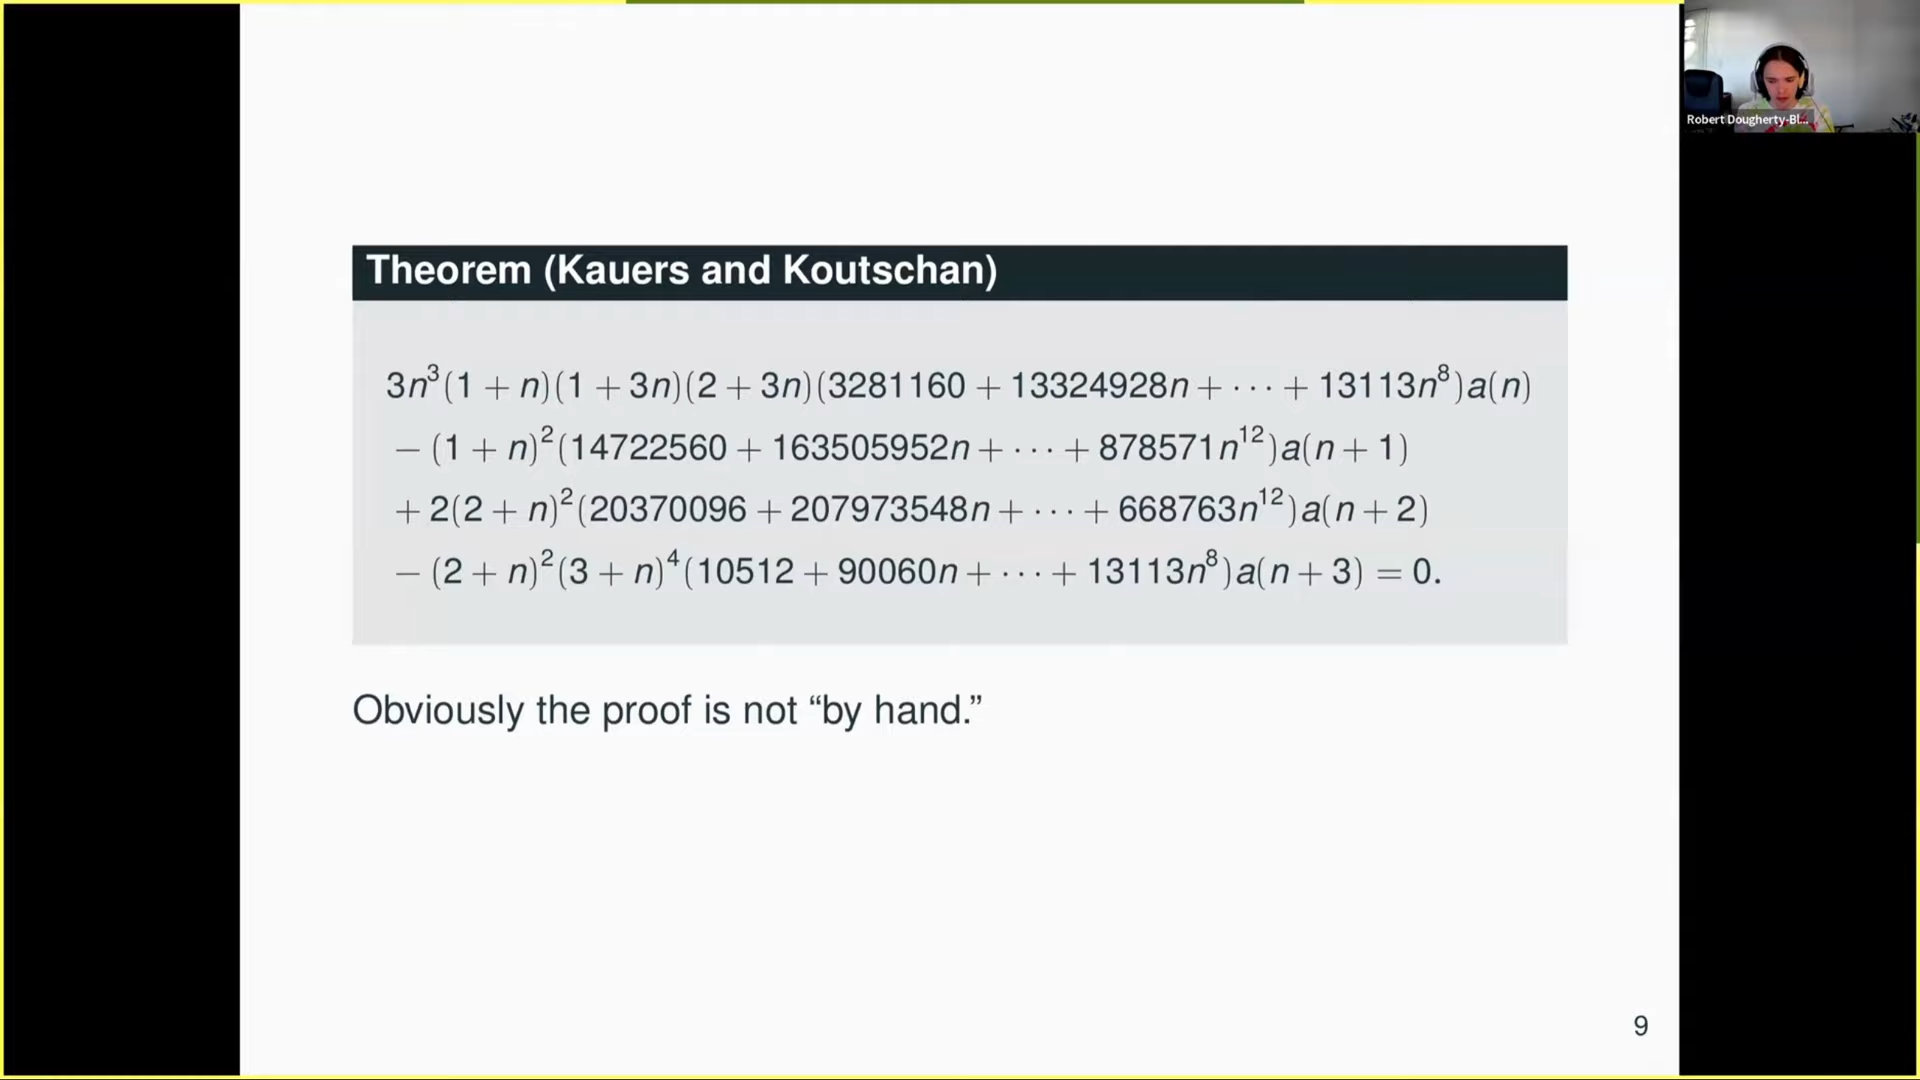 Robert Dougherty-Bl...
Theorem (Kauers and Koutschan)
3n³(1 + n)(1 + 3n)(2 + 3n)(3281160 + 13324928n + ··· + 13113n⁸)a(n)
− (1 + n)²(14722560 + 163505952n + ··· + 878571n¹²)a(n + 1)
+ 2(2 + n)²(20370096 + 207973548n + ··· + 668763n¹²)a(n + 2)
− (2 + n)²(3 + n)⁴(10512 + 90060n + ··· + 13113n⁸)a(n + 3) = 0.
Obviously the proof is not “by hand.”
9